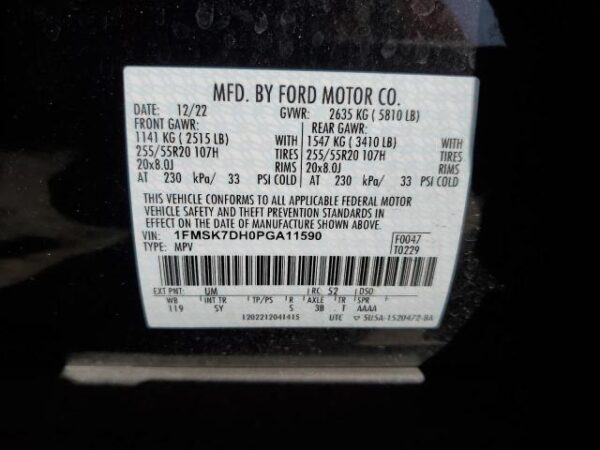 MFD. BY FORD MOTOR CO.
DATE: 12/22 GVWR: 2635 KG ( 5810 LB)
FRONT GAWR: REAR GAWR:
1141 KG ( 2515 LB) WITH 1547 KG ( 3410 LB) WITH
255/55R20 107H TIRES 255/55R20 107H TIRES
20x8.0J RIMS 20x8.0J RIMS
AT 230 kPa/ 33 PSI COLD AT 230 kPa/ 33 PSI COLD
THIS VEHICLE CONFORMS TO ALL APPLICABLE FEDERAL MOTOR
VEHICLE SAFETY AND THEFT PREVENTION STANDARDS IN
EFFECT ON THE DATE OF MANUFACTURE SHOWN ABOVE.
VIN: 1FMSK7DH0PGA11590 F0047
TYPE: MPV T0229
EXT PNT: UM RC: 52 DSO:
WB INT TR TP/PS R AXLE TR SPR
119 SY S 3B T AAAA
1202212041415 UTC ▽ 5U5A-1520472-BA